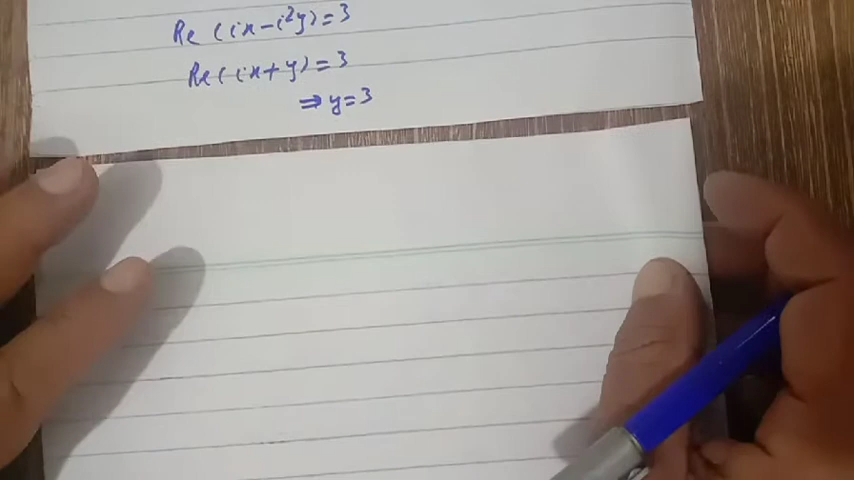 Re (ix-i²y)=3
Re(ix+y)=3
⇒ y=3